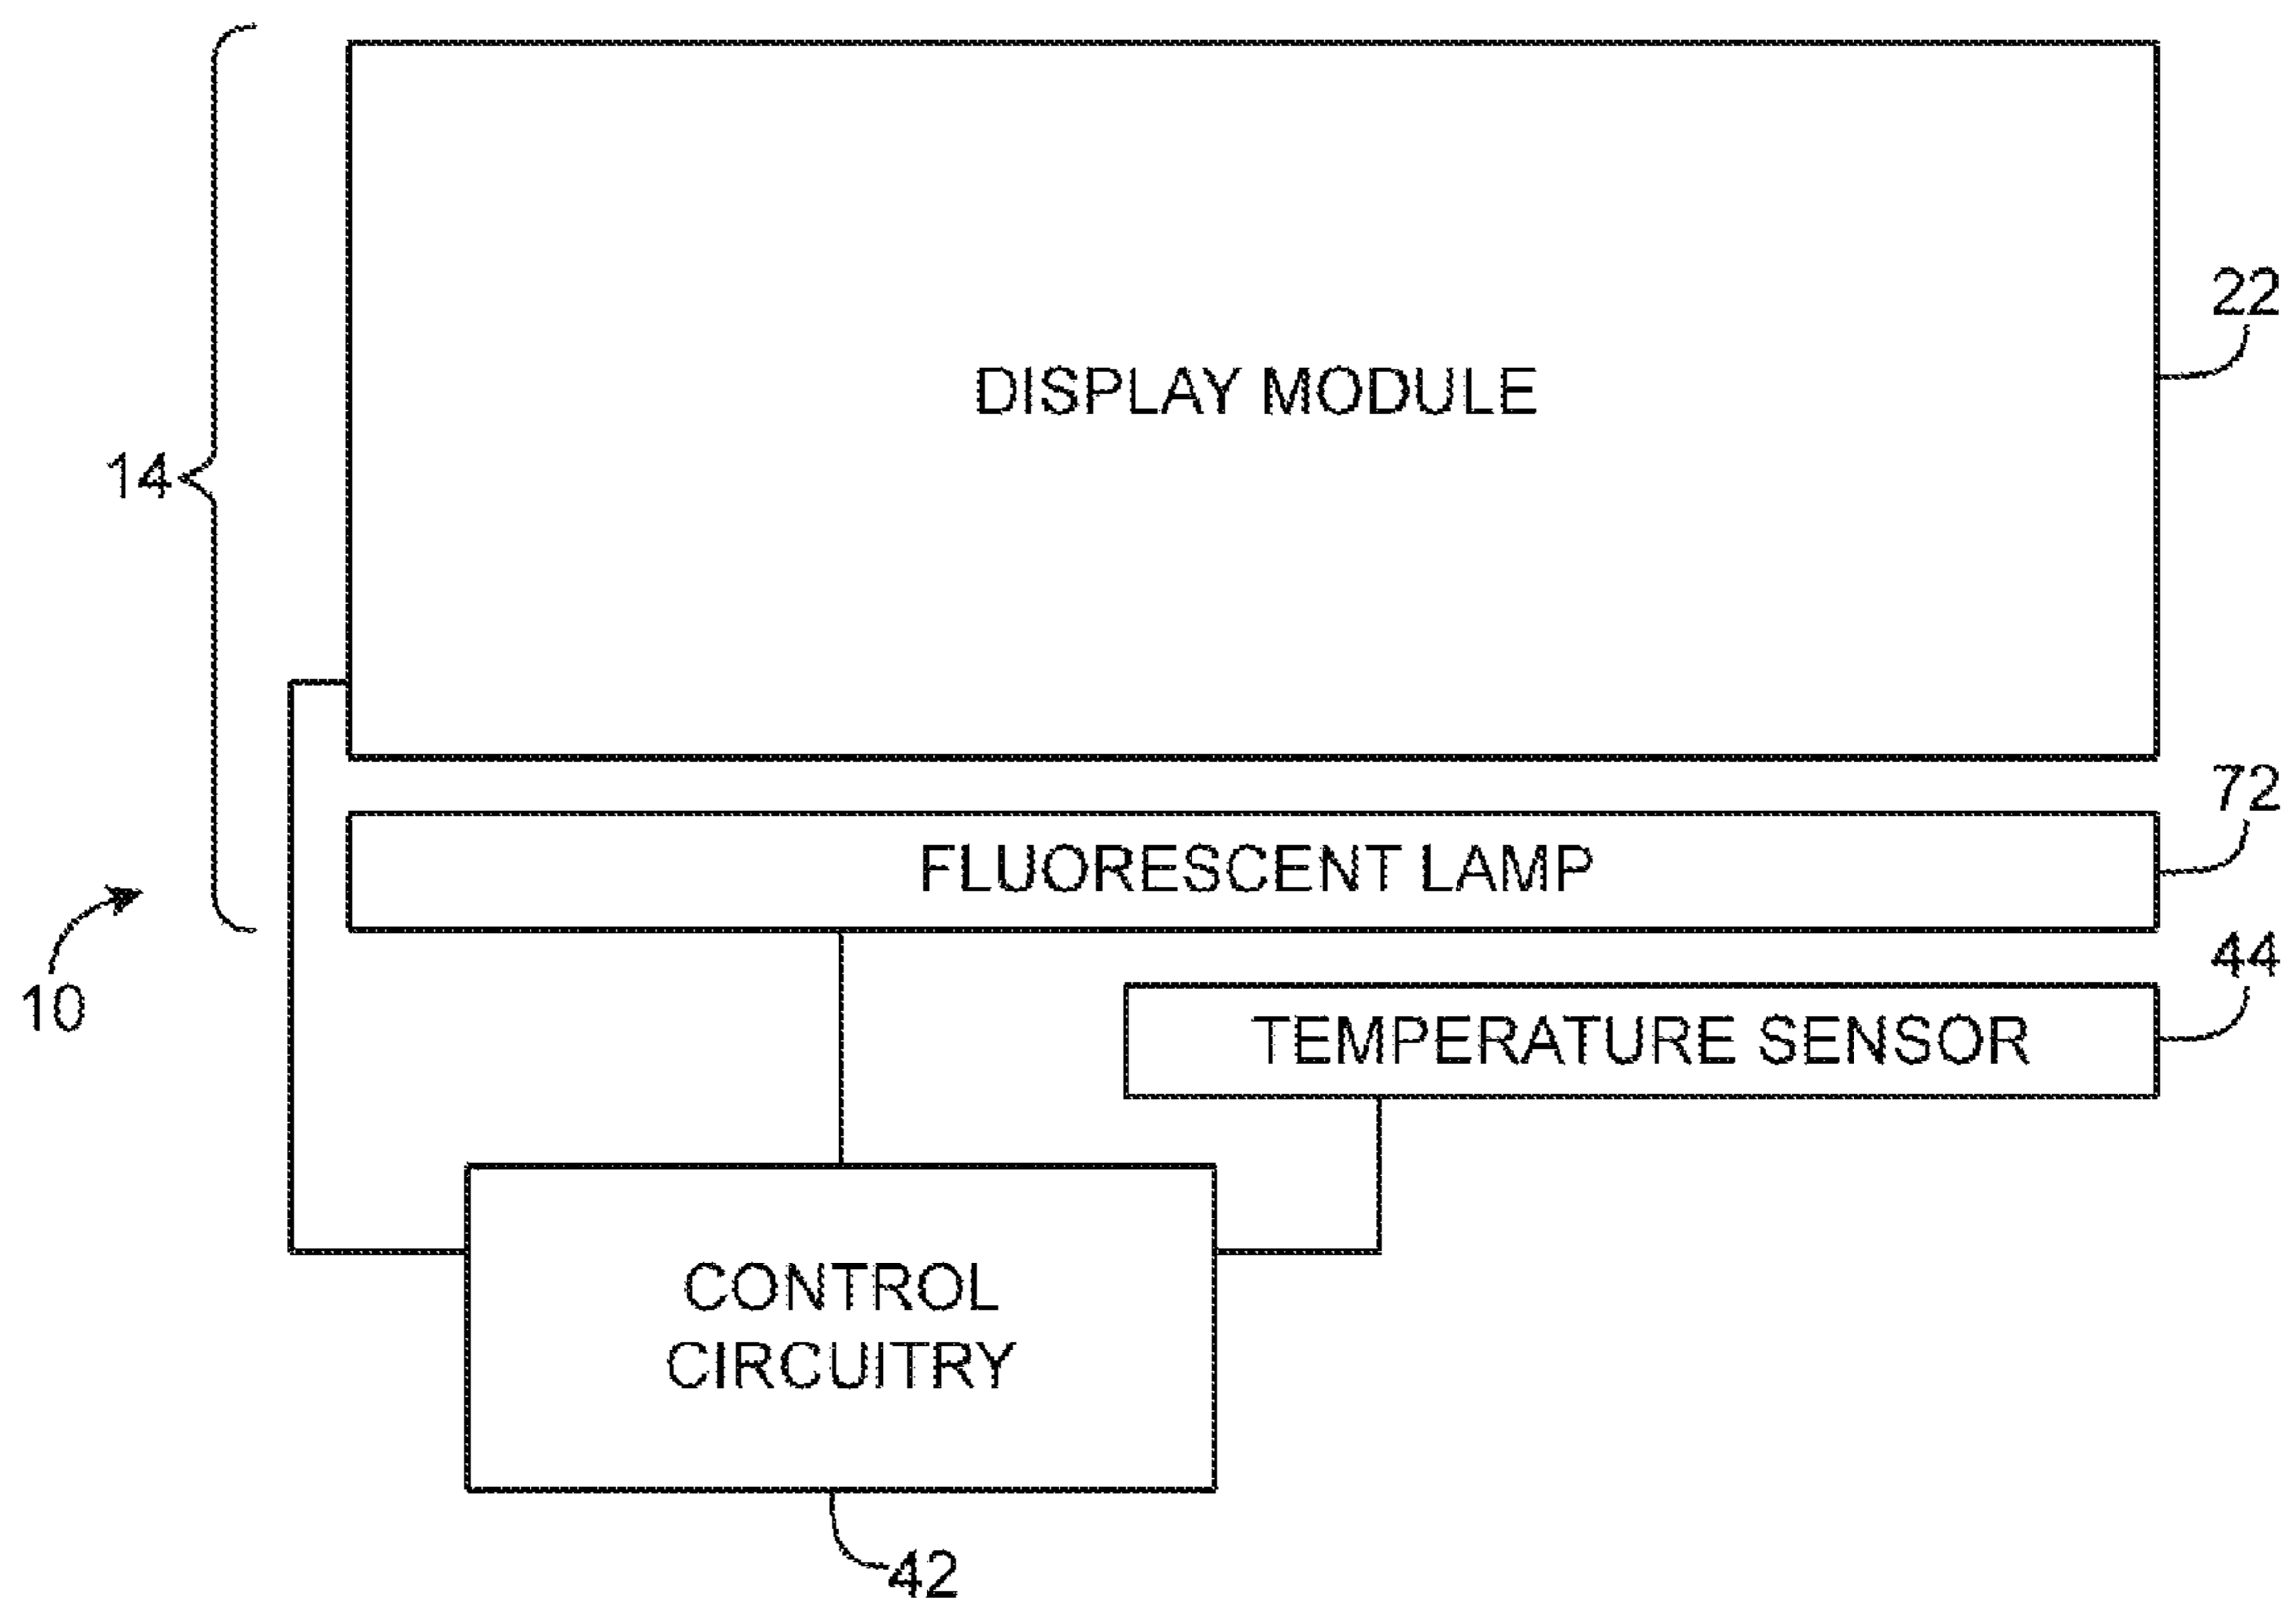 22
DISPLAY MODULE
14
72
FLUORESCENT LAMP
44
10
TEMPERATURE SENSOR
CONTROL
CIRCUITRY
42